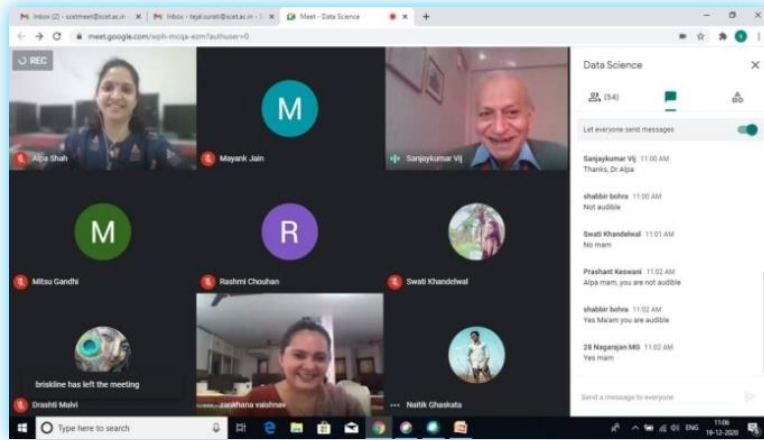 Inbox (2) - scetmeet@scet.ac.in
Inbox - tejal.surati@scet.ac.in - S
Meet - Data Science
meet.google.com/wph-mcqa-ezm?authuser=0
REC
Alpa Shah
M
Mayank Jain
Sanjaykumar Vij
M
Mitsu Gandhi
R
Rashmi Chouhan
Swati Khandelwal
briskline has left the meeting
Drashti Malvi
zankhana vaishnav
Naitik Ghaskata
Data Science
(54)
Let everyone send messages
Sanjaykumar Vij 11:00 AM
Thanks, Dr Alpa
shabbir bohra 11:00 AM
Not audible
Swati Khandelwal 11:01 AM
No mam
Prashant Keswani 11:02 AM
Alpa mam, you are not audible
shabbir bohra 11:02 AM
Yes Ma'am you are audible
28 Nagarajan MG 11:02 AM
Yes mam
Send a message to everyone
Type here to search
ENG
11:06
19-12-2020